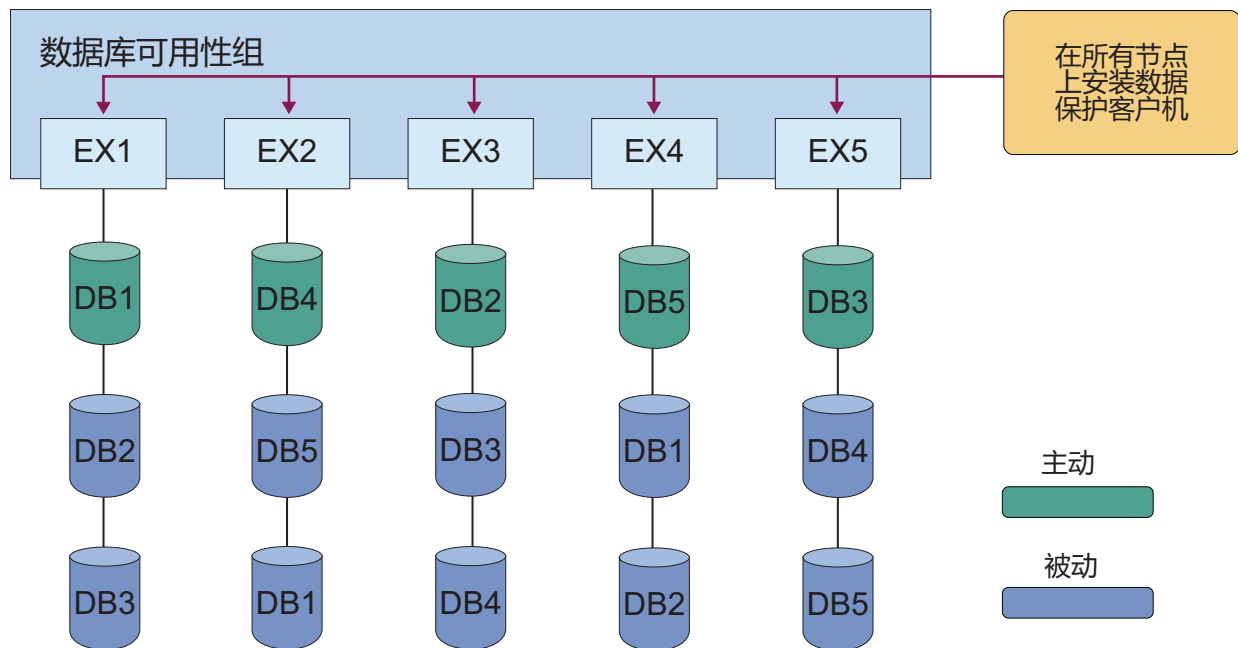 数据库可用性组
在所有节点
上安装数据
保护客户机
EX1 EX2 EX3 EX4 EX5
DB1 DB4 DB2 DB5 DB3
DB2 DB5 DB3 DB1 DB4
主动
DB3 DB1 DB4 DB2 DB5
被动